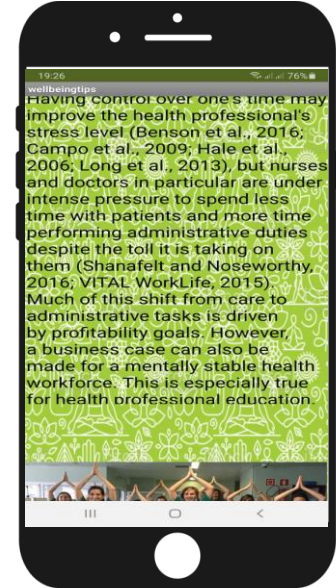 19:26
76%
wellbeingtips
Having control over one's time may
improve the health professional's
stress level (Benson et al., 2016;
Campo et al., 2009; Hale et al.,
2006; Long et al., 2013), but nurses
and doctors in particular are under
intense pressure to spend less
time with patients and more time
performing administrative duties
despite the toll it is taking on
them (Shanafelt and Noseworthy,
2016; VITAL WorkLife, 2015).
Much of this shift from care to
administrative tasks is driven
by profitability goals. However,
a business case can also be
made for a mentally stable health
workforce. This is especially true
for health professional education.